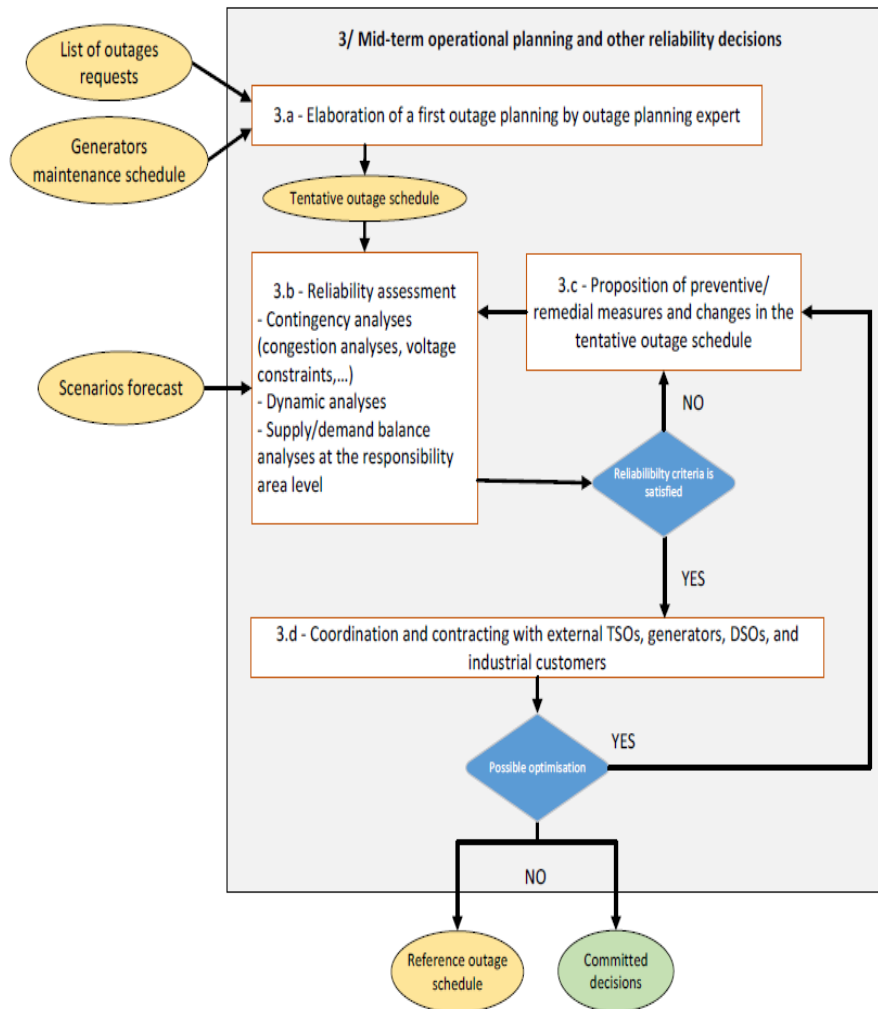 3/ Mid-term operational planning and other reliability decisions
List of outages
requests
3.a - Elaboration of a first outage planning by outage planning expert
Generators
maintenance schedule
Tentative outage schedule
3.b - Reliability assessment
- Contingency analyses
(congestion analyses, voltage
constraints,...)
- Dynamic analyses
- Supply/demand balance
analyses at the responsibility
area level
3.c - Proposition of preventive/
remedial measures and changes in the
tentative outage schedule
Scenarios forecast
NO
Reliabilibilty criteria is
satisfied
YES
3.d - Coordination and contracting with external TSOs, generators, DSOs, and
industrial customers
Possible optimisation
YES
NO
Reference outage
schedule
Committed
decisions